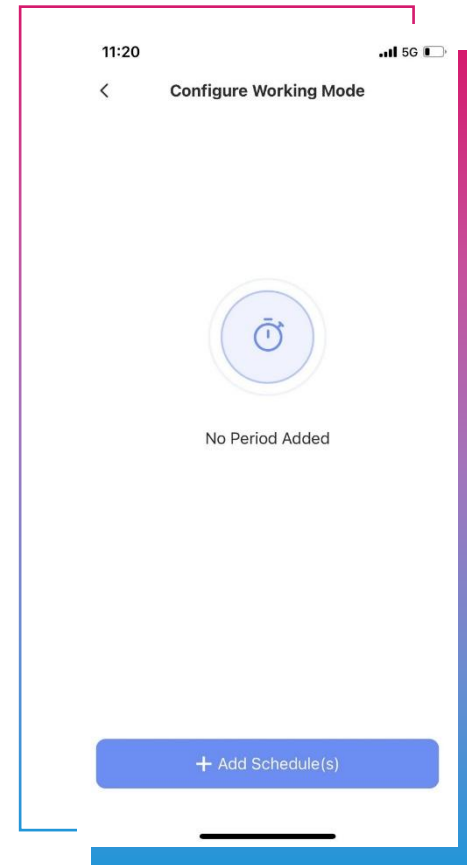 11:20
5G
Configure Working Mode
No Period Added
+ Add Schedule(s)